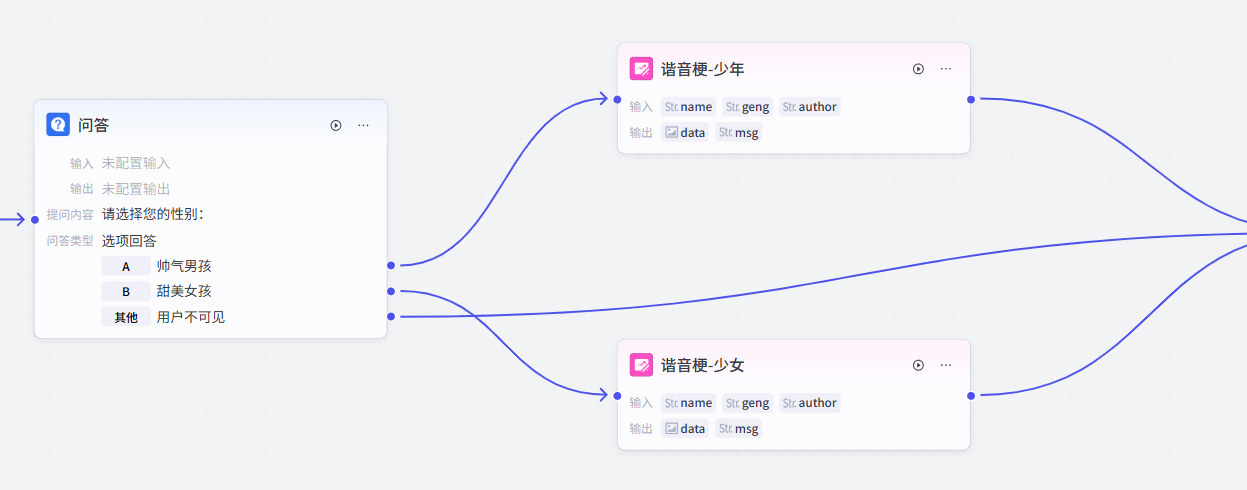 问答
输入 未配置输入
输出 未配置输出
提问内容 请选择您的性别：
问答类型 选项回答
A 帅气男孩
B 甜美女孩
其他 用户不可见
谐音梗-少年
输入 Str. name Str. geng Str. author
输出 data Str. msg
谐音梗-少女
输入 Str. name Str. geng Str. author
输出 data Str. msg